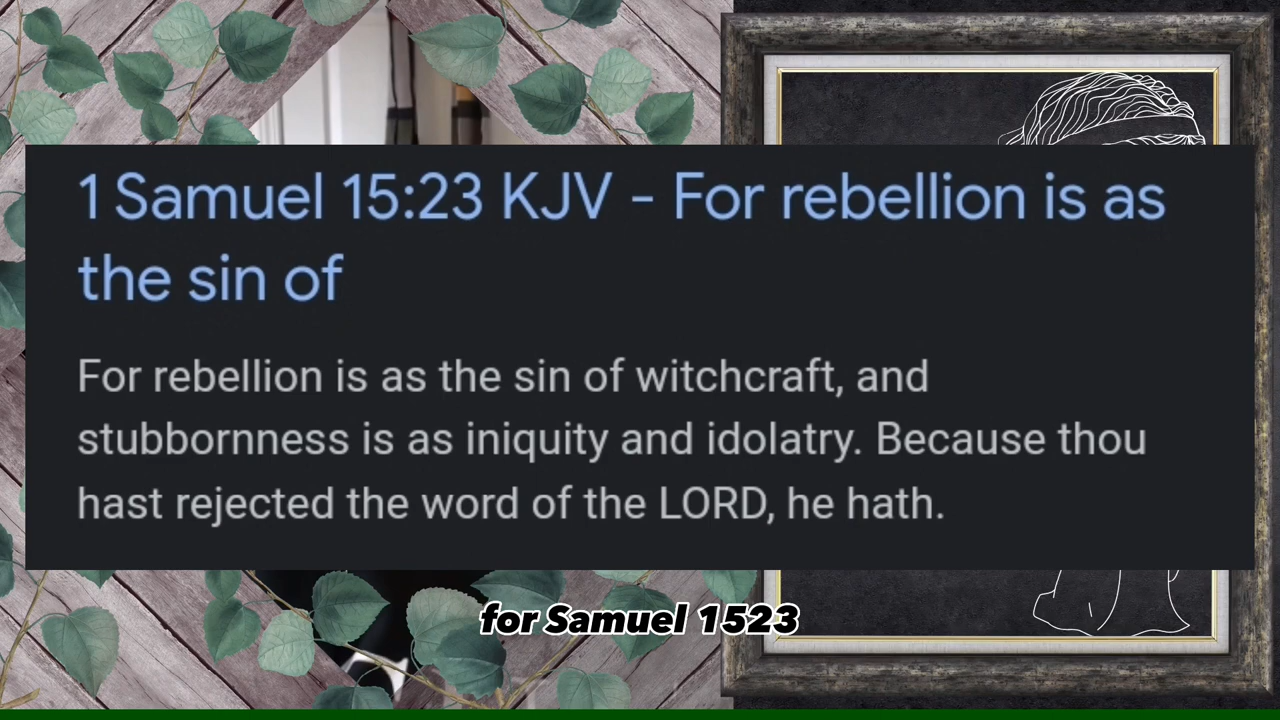 1 Samuel 15:23 KJV - For rebellion is as
the sin of
For rebellion is as the sin of witchcraft, and
stubbornness is as iniquity and idolatry. Because thou
hast rejected the word of the LORD, he hath.
for Samuel 1523